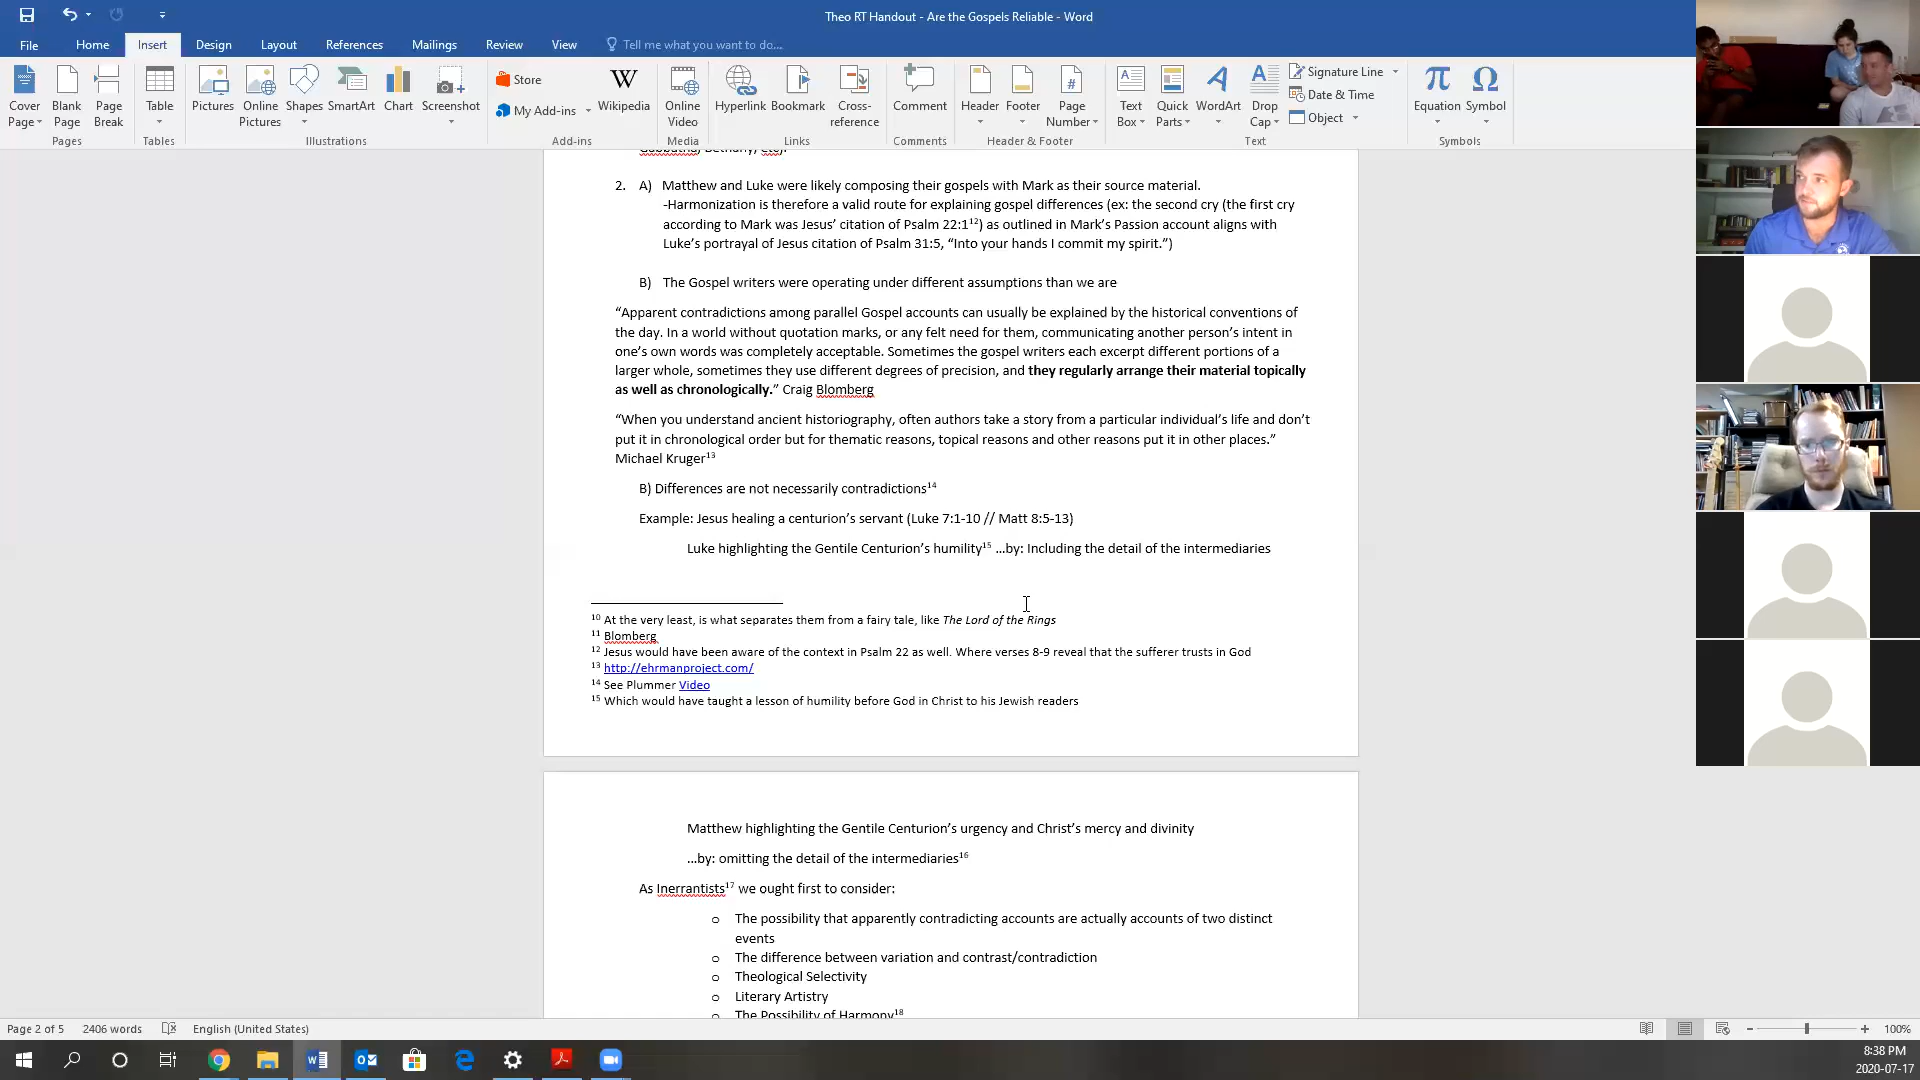 Theo RT Handout - Are the Gospels Reliable - Word
File Home Insert Design Layout References Mailings Review View Tell me what you want to do...
Cover Page
Blank Page
Page Break
Pages
Table
Tables
Pictures
Online Pictures
Shapes
SmartArt
Chart
Screenshot
Illustrations
Store
My Add-ins
Wikipedia
Add-ins
Online Video
Media
Hyperlink
Bookmark
Cross-reference
Links
Comment
Comments
Header
Footer
Page Number
Header & Footer
Text Box
Quick Parts
WordArt
Drop Cap
Signature Line
Date & Time
Object
Text
Equation
Symbol
Symbols
2. A) Matthew and Luke were likely composing their gospels with Mark as their source material.
-Harmonization is therefore a valid route for explaining gospel differences (ex: the second cry (the first cry
according to Mark was Jesus’ citation of Psalm 22:1¹²) as outlined in Mark’s Passion account aligns with
Luke’s portrayal of Jesus citation of Psalm 31:5, “Into your hands I commit my spirit.”)
B) The Gospel writers were operating under different assumptions than we are
“Apparent contradictions among parallel Gospel accounts can usually be explained by the historical conventions of
the day. In a world without quotation marks, or any felt need for them, communicating another person’s intent in
one’s own words was completely acceptable. Sometimes the gospel writers each excerpt different portions of a
larger whole, sometimes they use different degrees of precision, and they regularly arrange their material topically
as well as chronologically.” Craig Blomberg
“When you understand ancient historiography, often authors take a story from a particular individual’s life and don’t
put it in chronological order but for thematic reasons, topical reasons and other reasons put it in other places.”
Michael Kruger¹³
B) Differences are not necessarily contradictions¹⁴
Example: Jesus healing a centurion’s servant (Luke 7:1-10 // Matt 8:5-13)
Luke highlighting the Gentile Centurion’s humility¹⁵ …by: Including the detail of the intermediaries
¹⁰ At the very least, is what separates them from a fairy tale, like The Lord of the Rings
¹¹ Blomberg
¹² Jesus would have been aware of the context in Psalm 22 as well. Where verses 8-9 reveal that the sufferer trusts in God
¹³ http://ehrmanproject.com/
¹⁴ See Plummer Video
¹⁵ Which would have taught a lesson of humility before God in Christ to his Jewish readers
Matthew highlighting the Gentile Centurion’s urgency and Christ’s mercy and divinity
…by: omitting the detail of the intermediaries¹⁶
As Inerrantists¹⁷ we ought first to consider:
o The possibility that apparently contradicting accounts are actually accounts of two distinct
events
o The difference between variation and contrast/contradiction
o Theological Selectivity
o Literary Artistry
o The Possibility of Harmony¹⁸
Page 2 of 5 2406 words English (United States) 100%
8:38 PM
2020-07-17